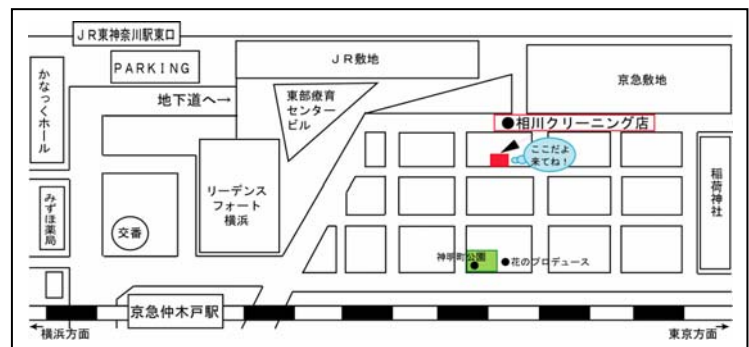 JR東神奈川駅東口
PARKING
地下道へ→
かなっくホール
みずほ薬局
交番
リーデンス
フォート
横浜
東部療育
センター
ビル
JR敷地
京急敷地
●相川クリーニング店
ここだよ
来てね!
稲荷神社
神明町公園
●花のプロデュース
京急仲木戸駅
横浜方面
東京方面